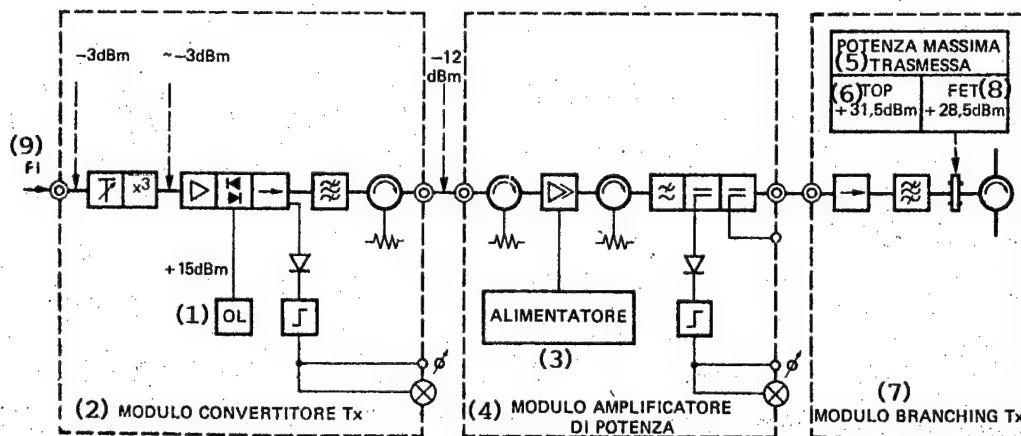 -3dBm
~-3dBm
-12
dBm
POTENZA MASSIMA
(5) TRASMESSA
(6) TOP
+31,5dBm
FET(8)
+28,5dBm
(9)
Fi
x3
+15dBm
(1) OL
ALIMENTATORE
(3)
(2) MODULO CONVERTITORE Tx
(4) MODULO AMPLIFICATORE
DI POTENZA
(7)
MODULO BRANCHING Tx